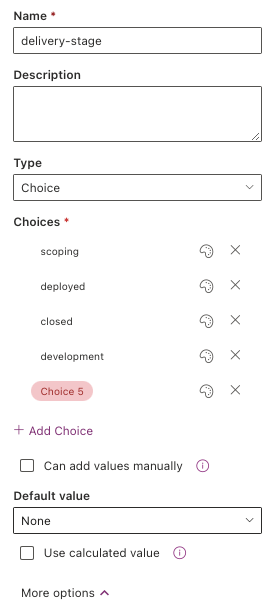 Name *
delivery-stage
Description
Type
Choice
Choices *
scoping
deployed
closed
development
Choice 5
+ Add Choice
Can add values manually
Default value
None
Use calculated value
More options